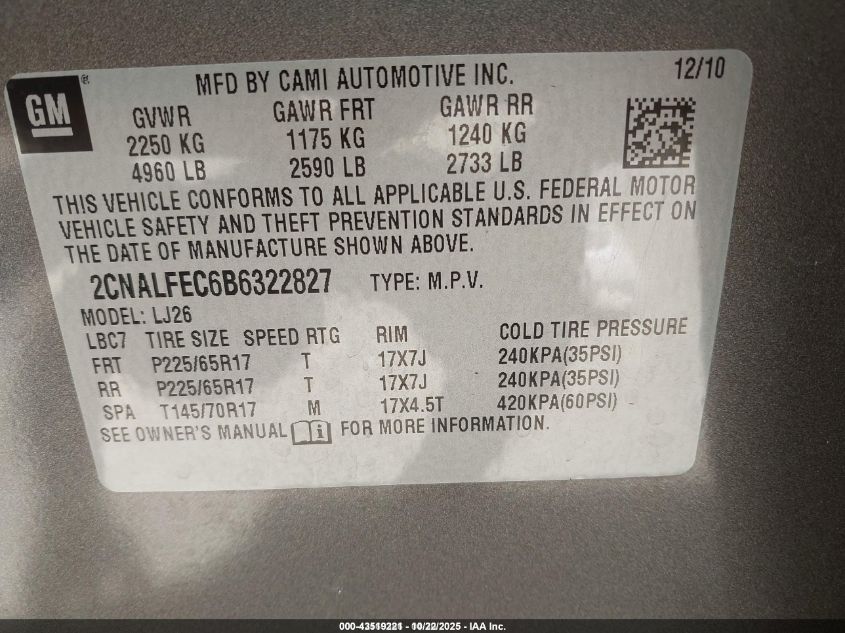 GM ®
MFD BY CAMI AUTOMOTIVE INC. 12/10
GVWR GAWR FRT GAWR RR
2250 KG 1175 KG 1240 KG
4960 LB 2590 LB 2733 LB
THIS VEHICLE CONFORMS TO ALL APPLICABLE U.S. FEDERAL MOTOR
VEHICLE SAFETY AND THEFT PREVENTION STANDARDS IN EFFECT ON
THE DATE OF MANUFACTURE SHOWN ABOVE.
2CNALFEC6B6322827 TYPE: M.P.V.
MODEL: LJ26
LBC7 TIRE SIZE SPEED RTG RIM COLD TIRE PRESSURE
FRT P225/65R17 T 17X7J 240KPA(35PSI)
RR P225/65R17 T 17X7J 240KPA(35PSI)
SPA T145/70R17 M 17X4.5T 420KPA(60PSI)
SEE OWNER'S MANUAL i FOR MORE INFORMATION.
000-43519221 - 10/22/2025 - IAA Inc.